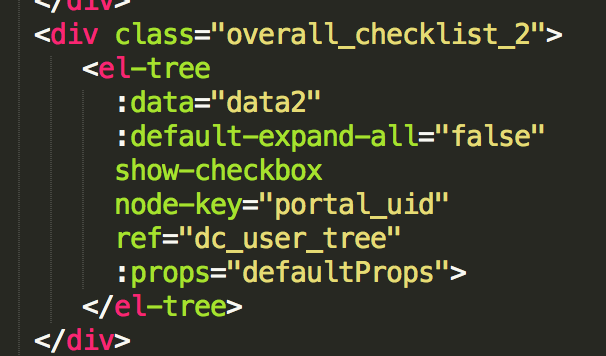 </div>
<div class="overall_checklist_2">
<el-tree
:data="data2"
:default-expand-all="false"
show-checkbox
node-key="portal_uid"
ref="dc_user_tree"
:props="defaultProps">
</el-tree>
</div>